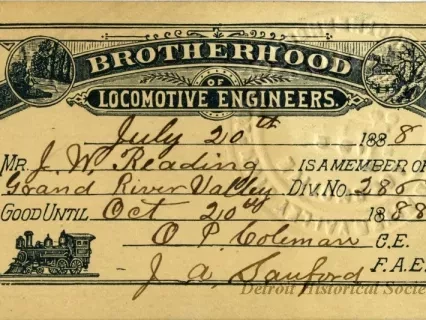 BROTHERHOOD
OF
LOCOMOTIVE ENGINEERS.
July 20th 1888
MR J. W. Reading IS A MEMBER OF
Grand River Valley DIV. NO. 286
GOOD UNTIL Oct 20th 1888
O P. Coleman C.E.
J. A. Sanford F.A.E.
Detroit Historical Socie